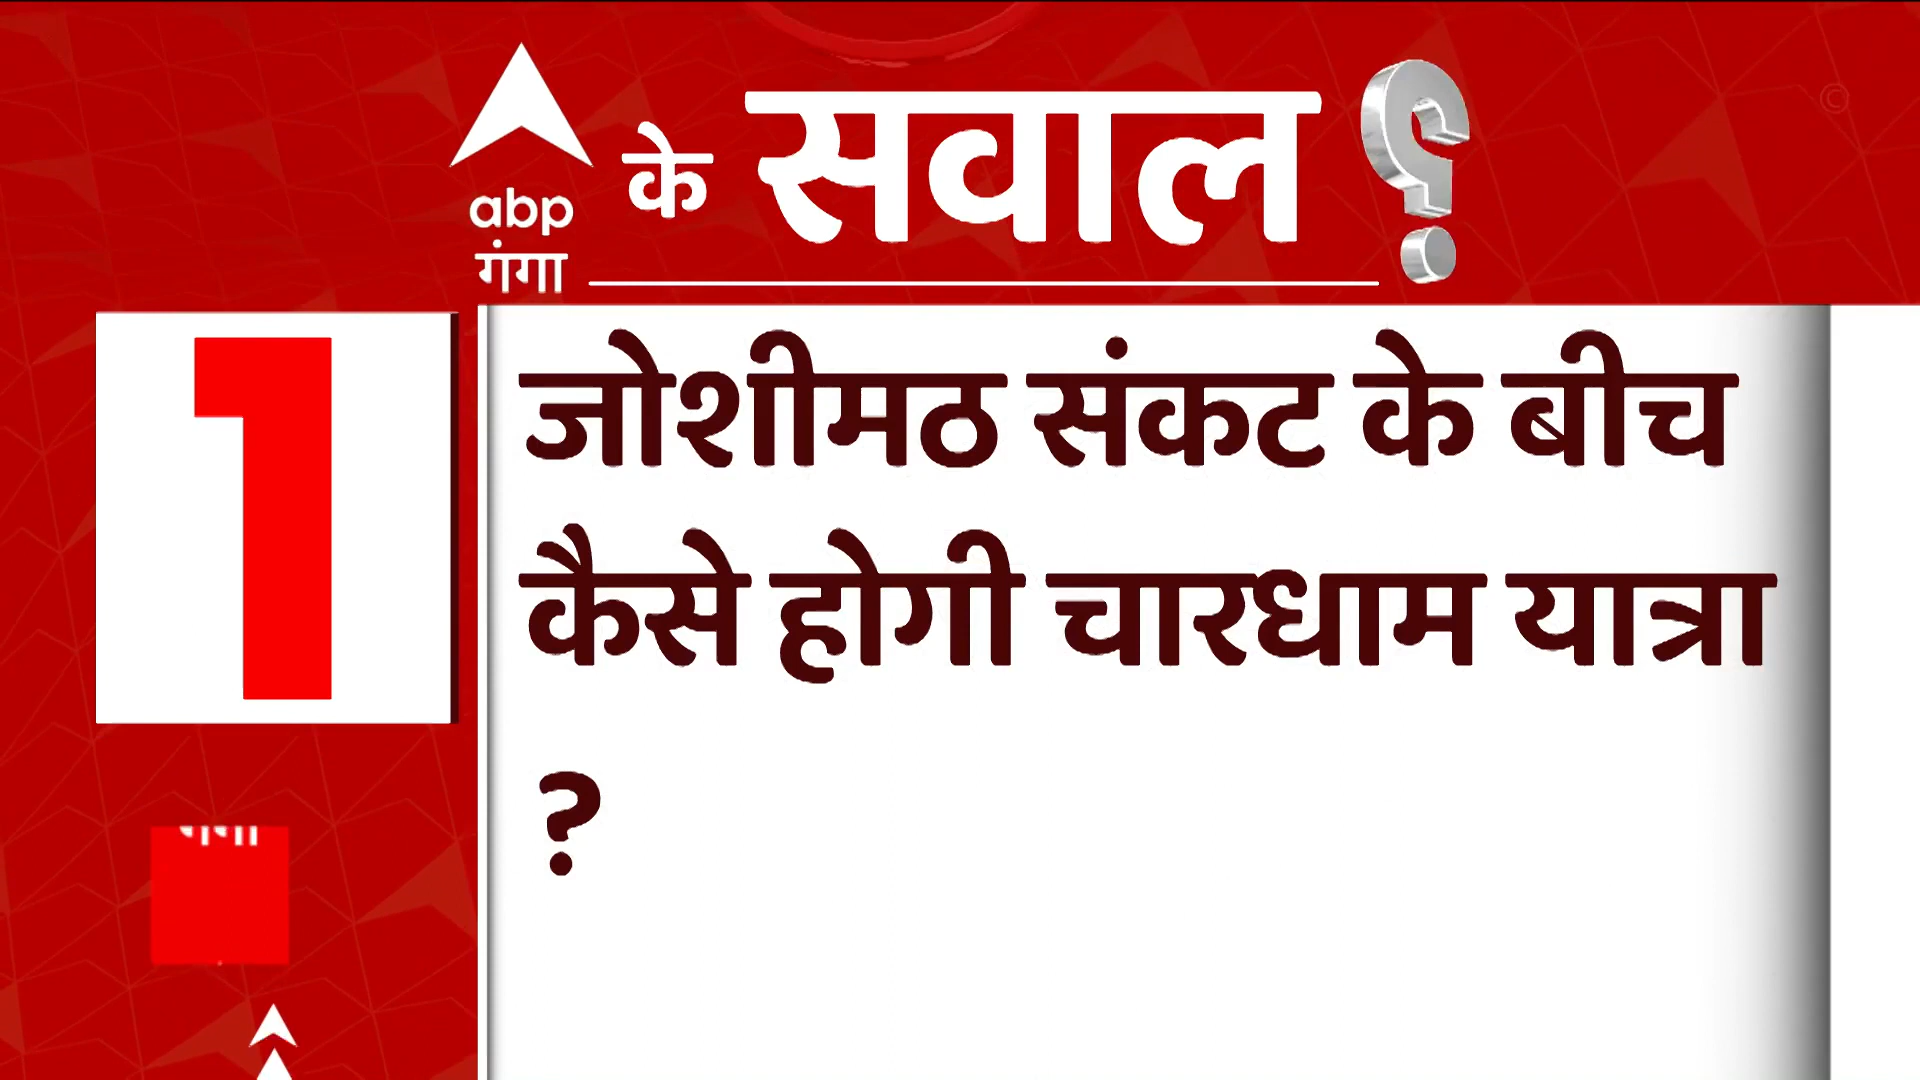 abp
गंगा
के सवाल ?
1
जोशीमठ संकट के बीच
कैसे होगी चारधाम यात्रा
?